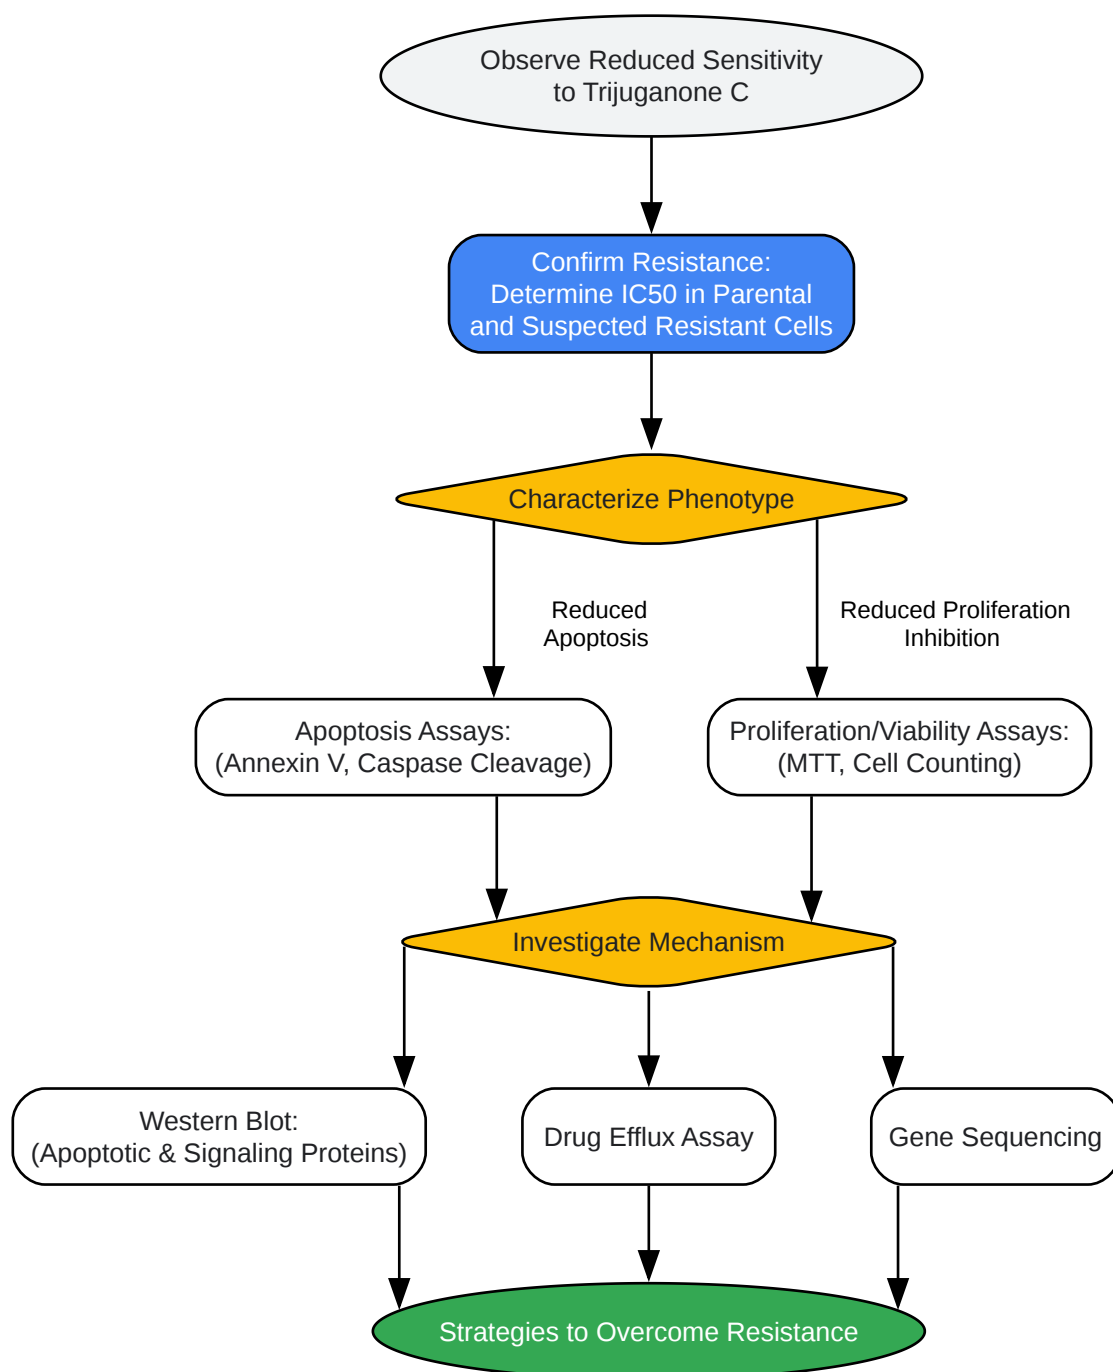 Observe Reduced Sensitivity
to Trijuganone C
Confirm Resistance:
Determine IC50 in Parental
and Suspected Resistant Cells
Characterize Phenotype
Reduced
Apoptosis
Reduced Proliferation
Inhibition
Apoptosis Assays:
(Annexin V, Caspase Cleavage)
Proliferation/Viability Assays:
(MTT, Cell Counting)
Investigate Mechanism
Western Blot:
(Apoptotic & Signaling Proteins)
Drug Efflux Assay
Gene Sequencing
Strategies to Overcome Resistance